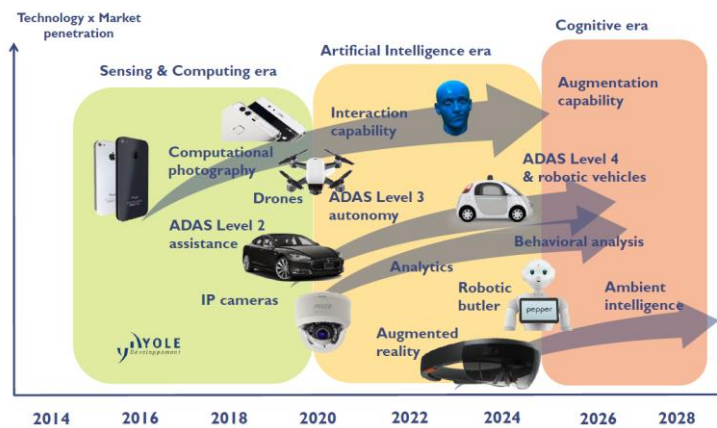 Technology x Market
penetration
Cognitive era
Artificial Intelligence era
Sensing & Computing era
Augmentation
capability
Interaction
capability
Computational
photography
Drones
ADAS Level 3
autonomy
ADAS Level 4
& robotic vehicles
ADAS Level 2
assistance
Behavioral analysis
Analytics
IP cameras
Robotic
butler
Ambient
intelligence
pepper
Augmented
reality
YOLE
Développement
2014
2016
2018
2020
2022
2024
2026
2028